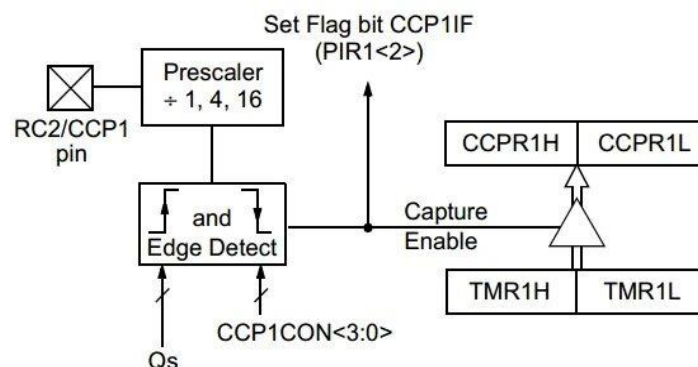 Set Flag bit CCP1IF
(PIR1<2>)
Prescaler
÷ 1, 4, 16
RC2/CCP1
pin
CCPR1H CCPR1L
and
Edge Detect
Capture
Enable
TMR1H TMR1L
CCP1CON<3:0>
Qs